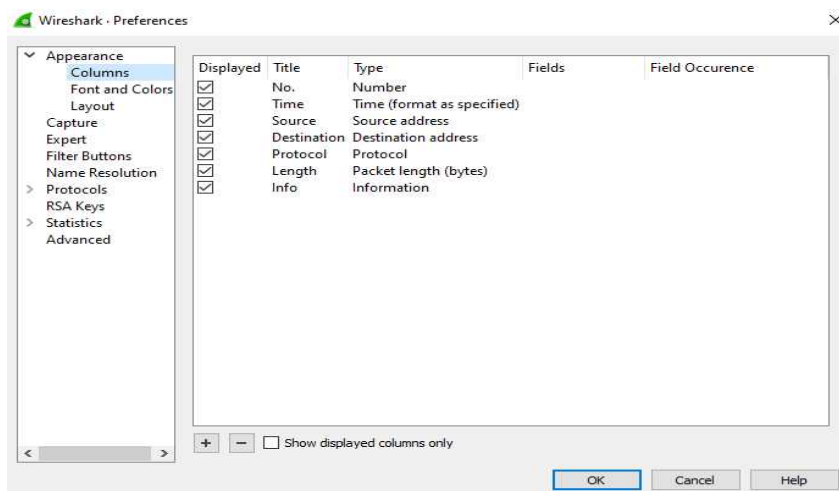 Wireshark · Preferences
Appearance
Columns
Font and Colors
Layout
Capture
Expert
Filter Buttons
Name Resolution
Protocols
RSA Keys
Statistics
Advanced
Displayed Title Type Fields Field Occurence
No. Number
Time Time (format as specified)
Source Source address
Destination Destination address
Protocol Protocol
Length Packet length (bytes)
Info Information
Show displayed columns only
OK Cancel Help